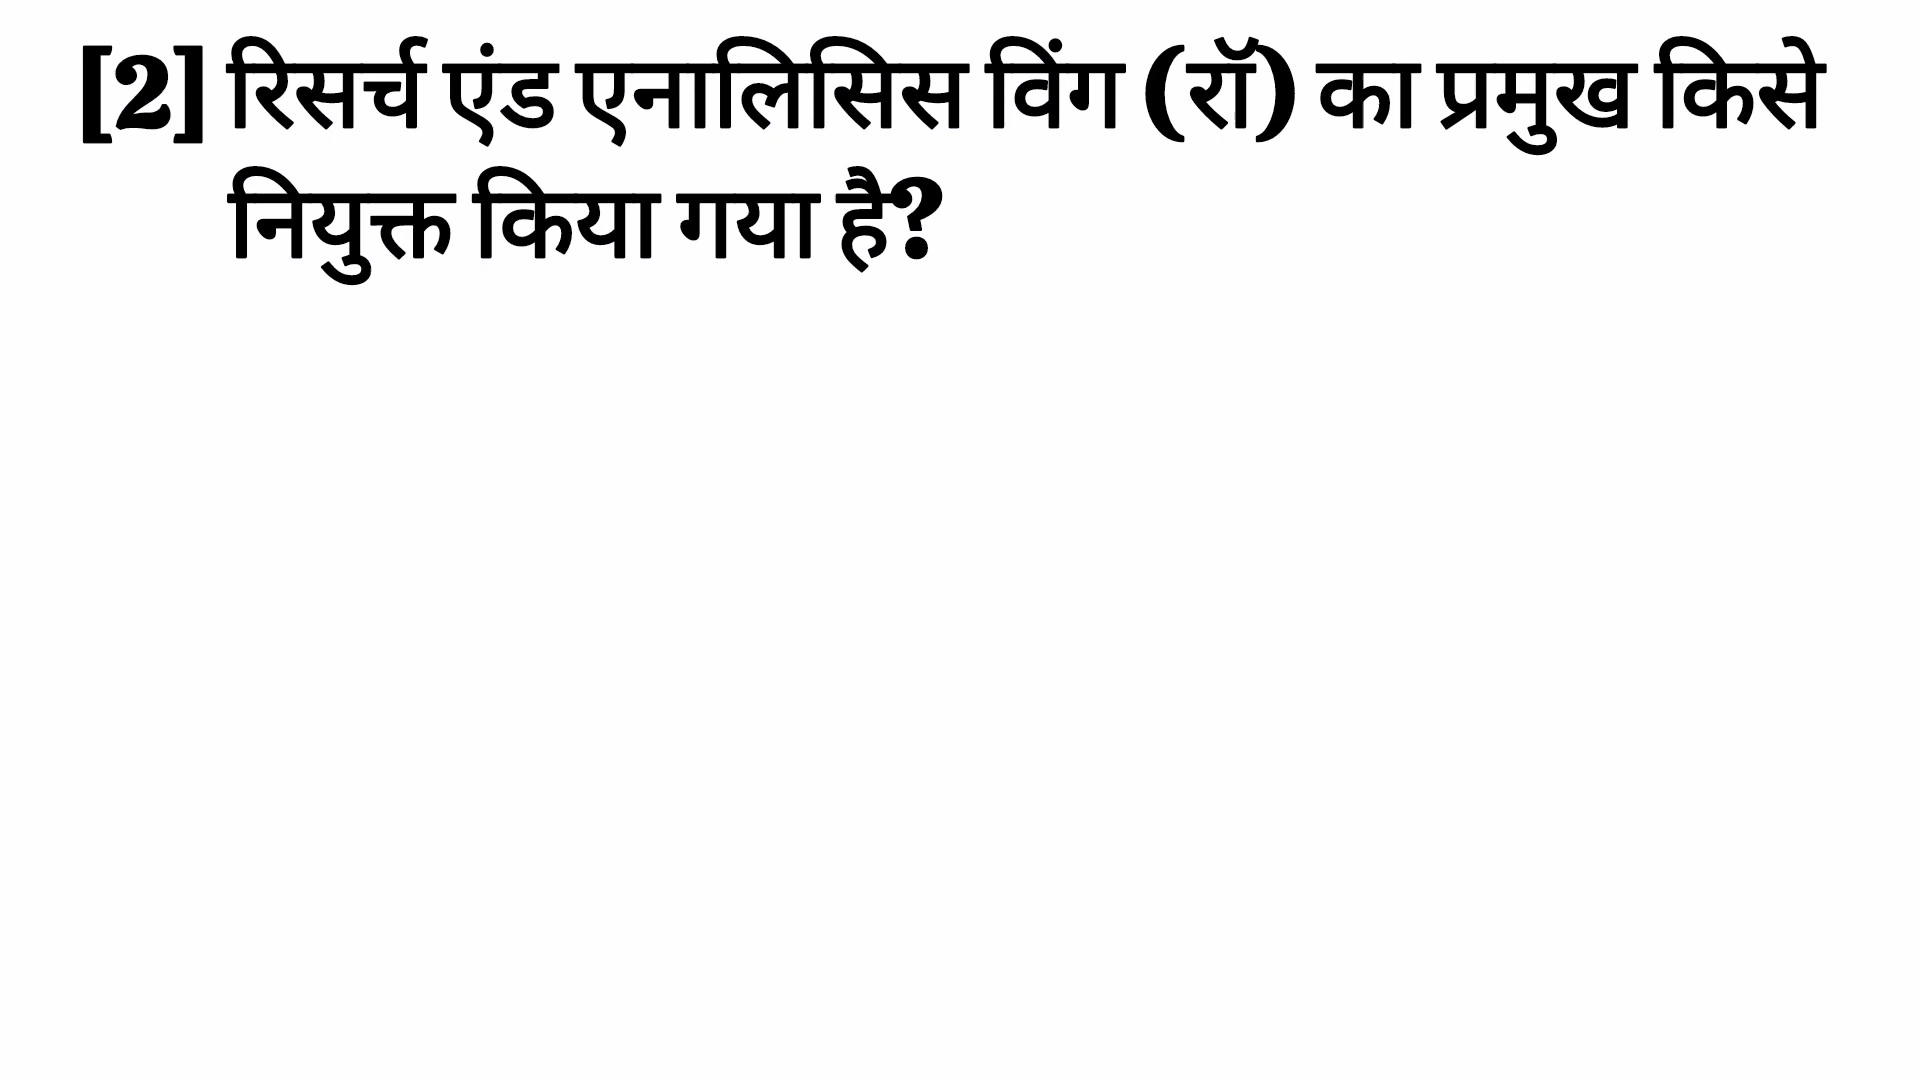 [2] रिसर्च एंड एनालिसिस विंग (रॉ) का प्रमुख किसे
नियुक्त किया गया है?